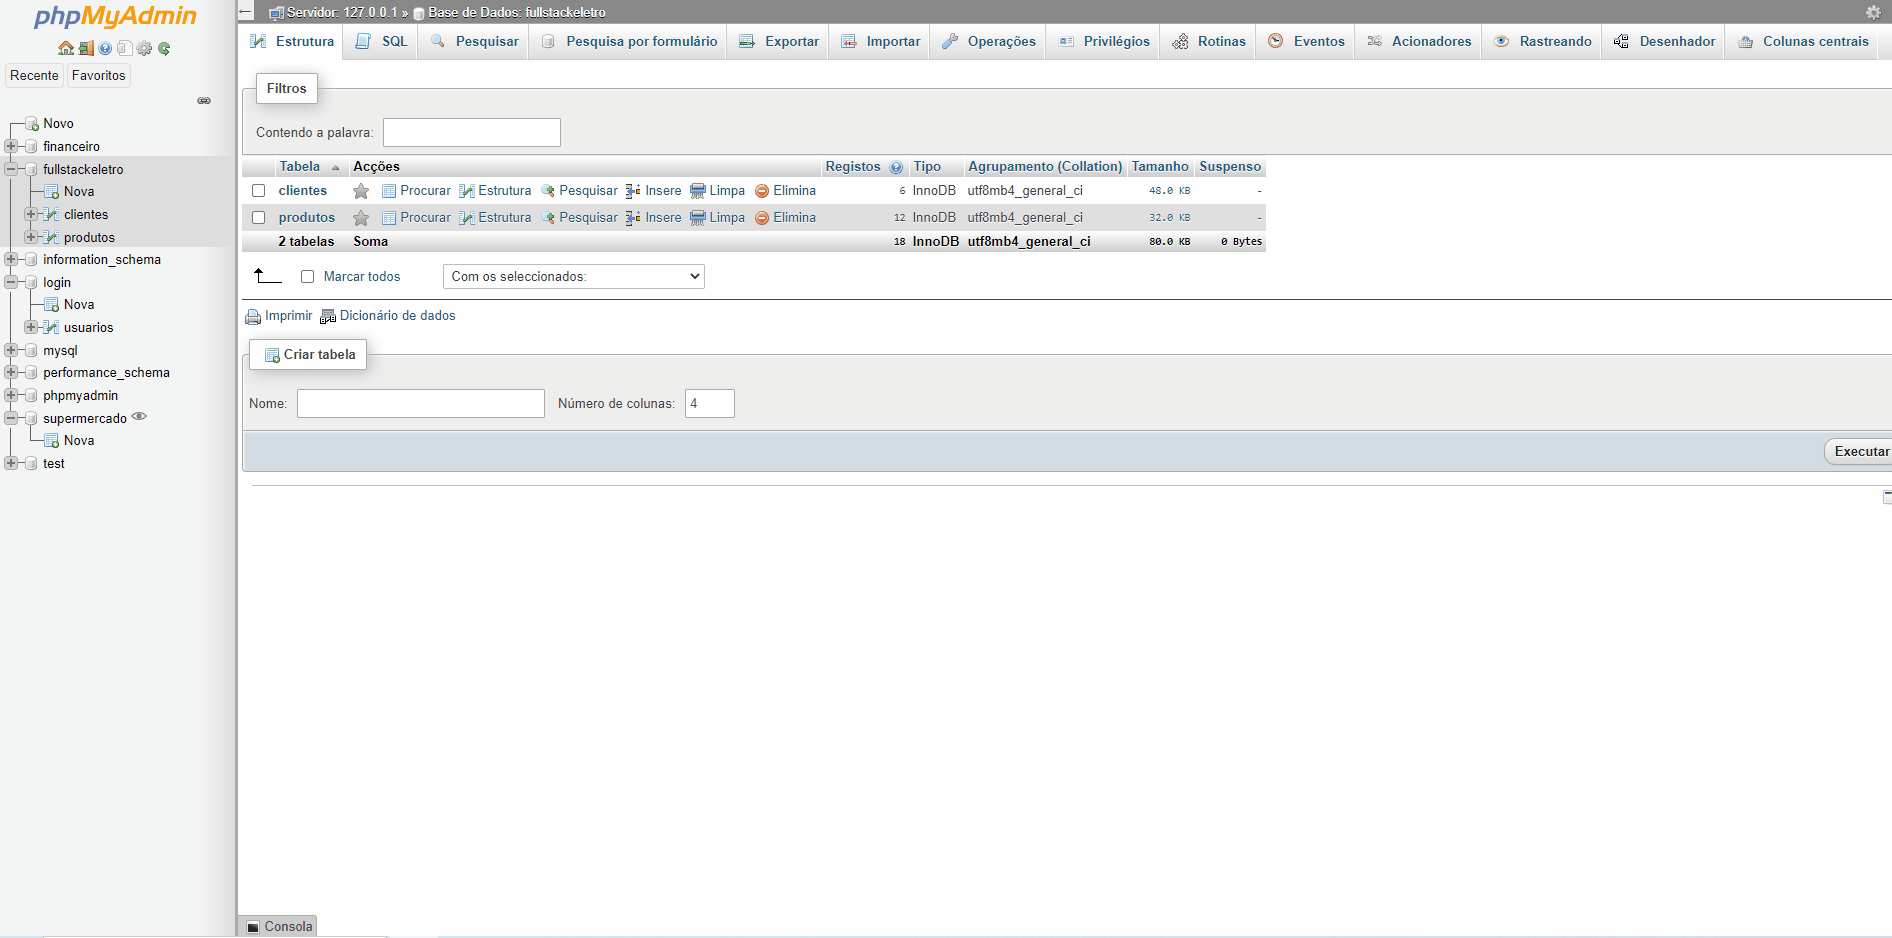 phpMyAdmin
Recente Favoritos
Novo
financeiro
fullstackeletro
Nova
clientes
produtos
information_schema
login
Nova
usuarios
mysql
performance_schema
phpmyadmin
supermercado
Nova
test
Servidor: 127.0.0.1 » Base de Dados: fullstackeletro
Estrutura SQL Pesquisar Pesquisa por formulário Exportar Importar Operações Privilégios Rotinas Eventos Acionadores Rastreando Desenhador Colunas centrais
Filtros
Contendo a palavra:
Tabela Acções Registos Tipo Agrupamento (Collation) Tamanho Suspenso
clientes Procurar Estrutura Pesquisar Insere Limpa Elimina 6 InnoDB utf8mb4_general_ci 48.0 KB -
produtos Procurar Estrutura Pesquisar Insere Limpa Elimina 12 InnoDB utf8mb4_general_ci 32.0 KB -
2 tabelas Soma 18 InnoDB utf8mb4_general_ci 80.0 KB 0 Bytes
Marcar todos Com os seleccionados:
Imprimir Dicionário de dados
Criar tabela
Nome: Número de colunas: 4
Executar
Consola